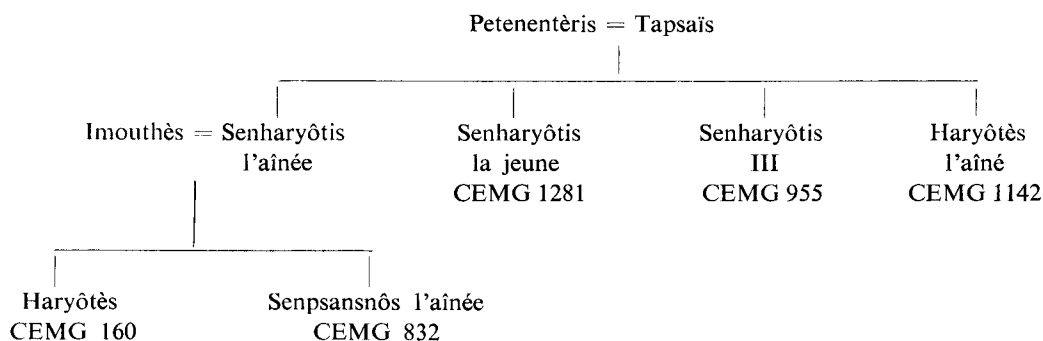 Petenentèris = Tapsaïs
Imouthès = Senharyôtis Senharyôtis Senharyôtis Haryôtès
l'aînée la jeune III l'aîné
CEMG 1281 CEMG 955 CEMG 1142
Haryôtès Senpsansnôs l'aînée
CEMG 160 CEMG 832